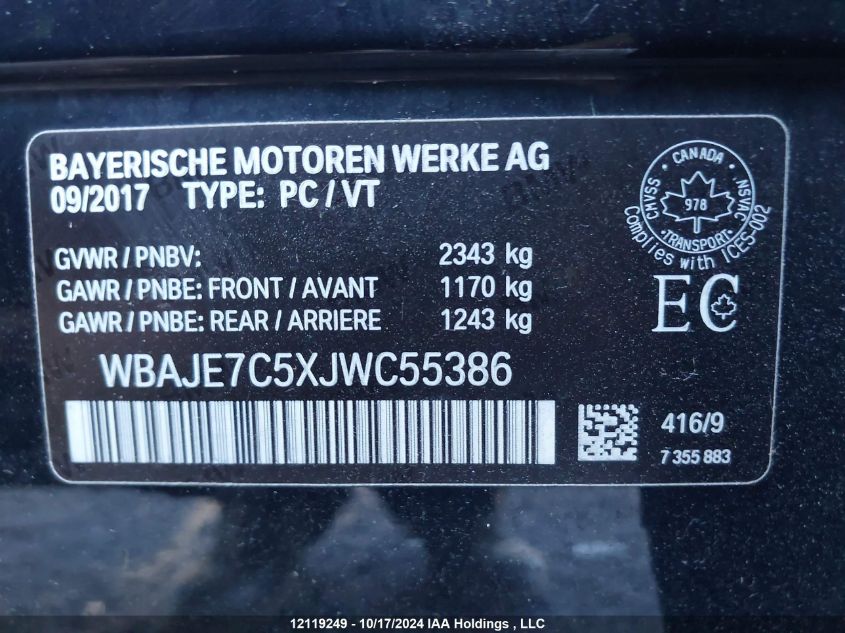 BAYERISCHE MOTOREN WERKE AG
09/2017 TYPE: PC / VT
GVWR / PNBV: 2343 kg
GAWR / PNBE: FRONT / AVANT 1170 kg
GAWR / PNBE: REAR / ARRIERE 1243 kg
WBAJE7C5XJWC55386
CANADA
CMVSS 978 NSVAC
TRANSPORT
Complies with ICES-002
EC
416/9
7 355 883
12119249 - 10/17/2024 IAA Holdings , LLC